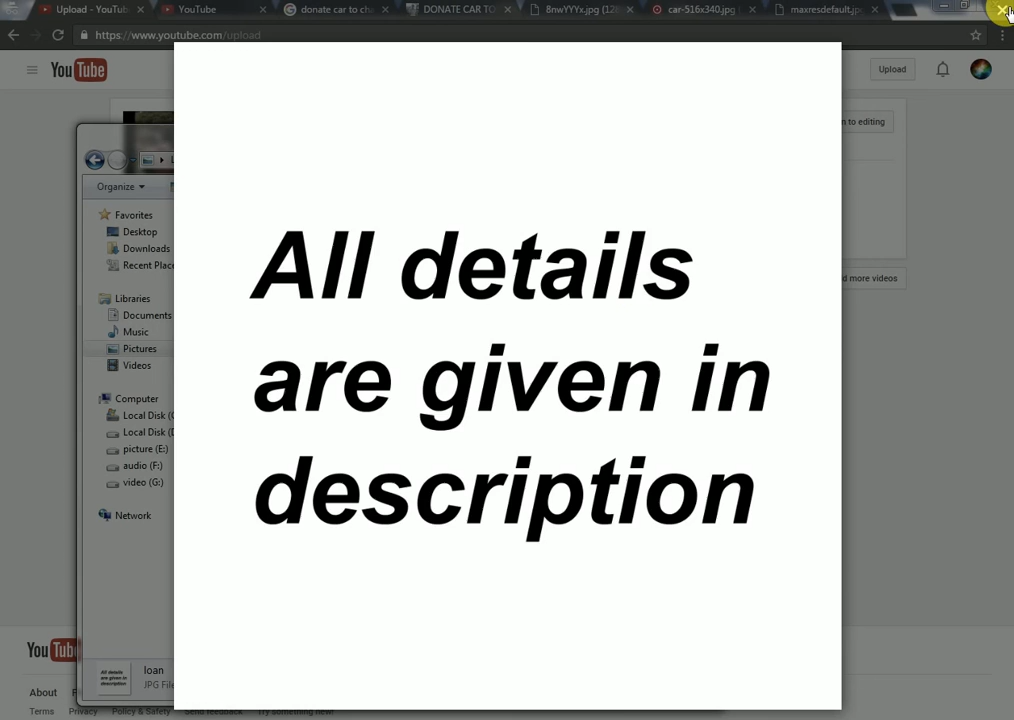 Upload - YouTub
YouTube
donate car to cha
DONATE CAR TO
8nwYYYx.jpg (128
car-516x340.jpg
maxresdefault.jpg
https://www.youtube.com/upload
YouTube
Upload
n to editing
Organize
Favorites
Desktop
Downloads
Recent Place
Libraries
Documents
Music
Pictures
Videos
d more videos
Computer
Local Disk (C
Local Disk (D
picture (E:)
audio (F:)
video (G:)
Network
All details
are given in
description
YouTube
loan
JPG File
About
Terms Privacy Policy & Safety Send feedback Try something new!